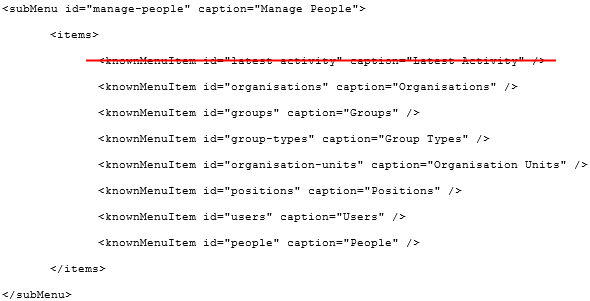 <subMenu id="manage-people" caption="Manage People">
<items>
<knownMenuItem id="latest-activity" caption="Latest Activity" />
<knownMenuItem id="organisations" caption="Organisations" />
<knownMenuItem id="groups" caption="Groups" />
<knownMenuItem id="group-types" caption="Group Types" />
<knownMenuItem id="organisation-units" caption="Organisation Units" />
<knownMenuItem id="positions" caption="Positions" />
<knownMenuItem id="users" caption="Users" />
<knownMenuItem id="people" caption="People" />
</items>
</subMenu>